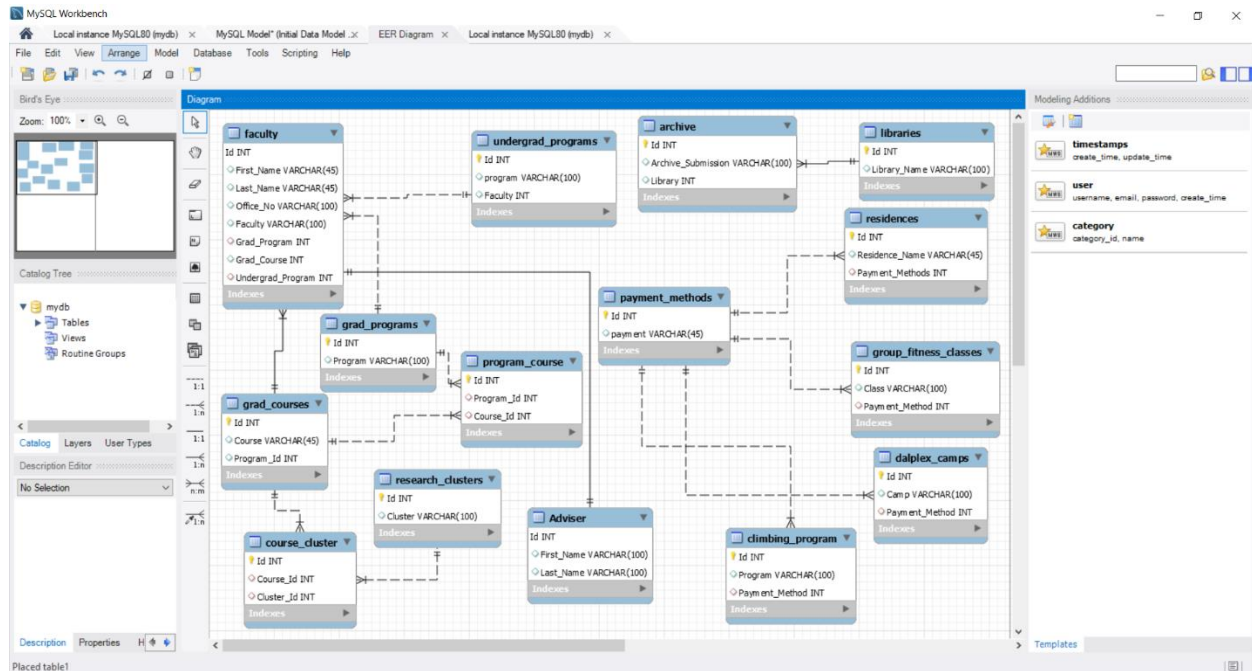 MySQL Workbench
Local instance MySQL80 (mydb) × MySQL Model* (Initial Data Model ..× EER Diagram × Local instance MySQL80 (mydb) ×
File Edit View Arrange Model Database Tools Scripting Help
Bird's Eye
Zoom: 100%
Catalog Tree
mydb
Tables
Views
Routine Groups
Catalog Layers User Types
Description Editor
No Selection
Description Properties H
Placed table1
Diagram
1:1
1:n
1:1
1:n
n:m
1:n
faculty
Id INT
First_Name VARCHAR(45)
Last_Name VARCHAR(45)
Office_No VARCHAR(100)
Faculty VARCHAR(100)
Grad_Program INT
Grad_Course INT
Undergrad_Program INT
Indexes
undergrad_programs
Id INT
program VARCHAR(100)
Faculty INT
Indexes
archive
Id INT
Archive_Submission VARCHAR(100)
Library INT
Indexes
libraries
Id INT
Library_Name VARCHAR(100)
Indexes
residences
Id INT
Residence_Name VARCHAR(45)
Payment_Methods INT
Indexes
payment_methods
Id INT
payment VARCHAR(45)
Indexes
grad_programs
Id INT
Program VARCHAR(100)
Indexes
program_course
Id INT
Program_Id INT
Course_Id INT
Indexes
group_fitness_classes
Id INT
Class VARCHAR(100)
Payment_Method INT
Indexes
grad_courses
Id INT
Course VARCHAR(45)
Program_Id INT
Indexes
research_clusters
Id INT
Cluster VARCHAR(100)
Indexes
dalplex_camps
Id INT
Camp VARCHAR(100)
Payment_Method INT
Indexes
course_cluster
Id INT
Course_Id INT
Cluster_Id INT
Indexes
Adviser
Id INT
First_Name VARCHAR(100)
Last_Name VARCHAR(100)
Indexes
climbing_program
Id INT
Program VARCHAR(100)
Payment_Method INT
Indexes
Modeling Additions
timestamps
create_time, update_time
user
username, email, password, create_time
category
category_id, name
Templates